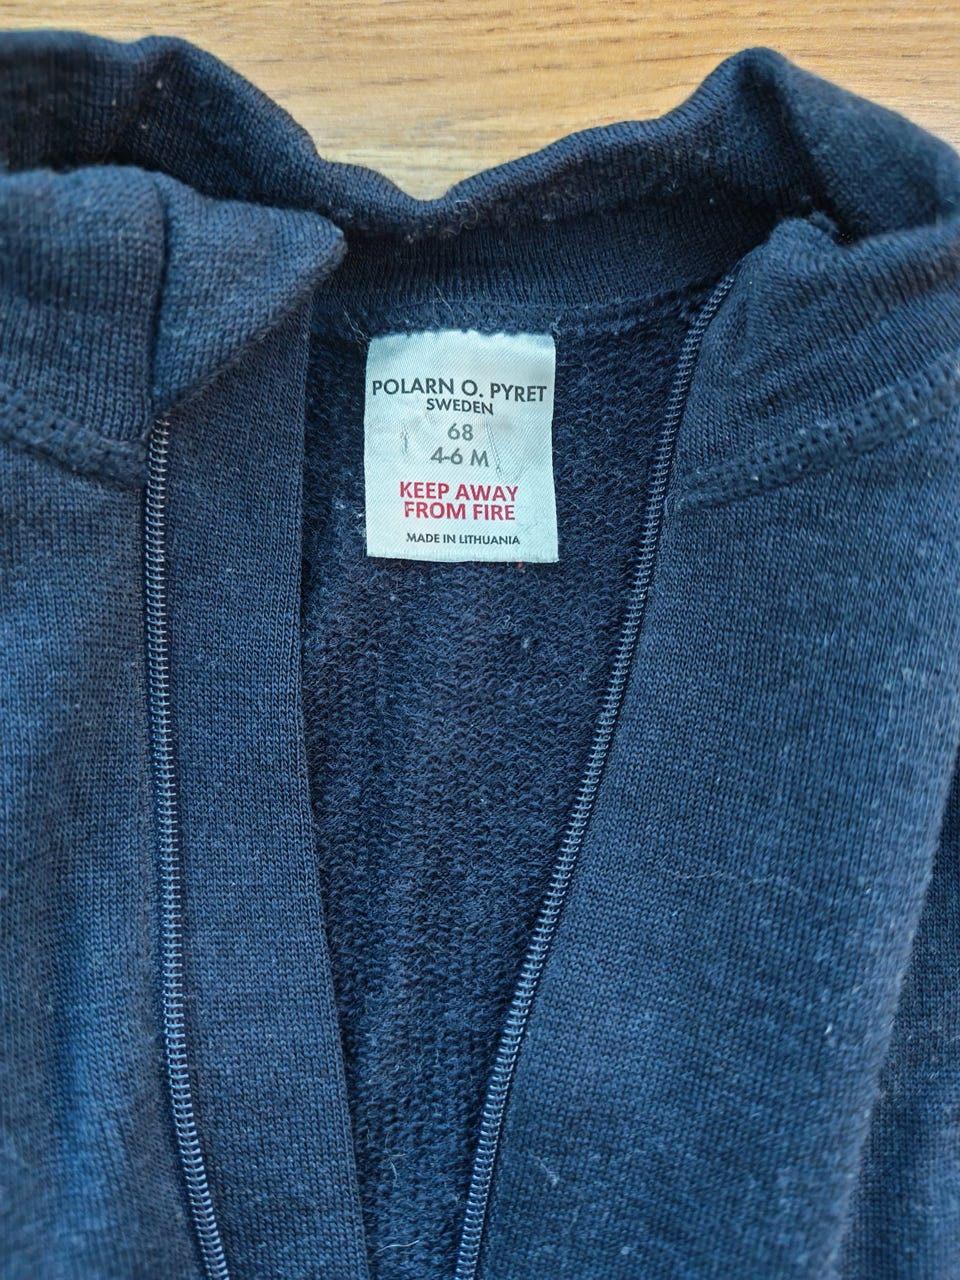 POLARN O. PYRET
SWEDEN
68
4-6 M
KEEP AWAY
FROM FIRE
MADE IN LITHUANIA